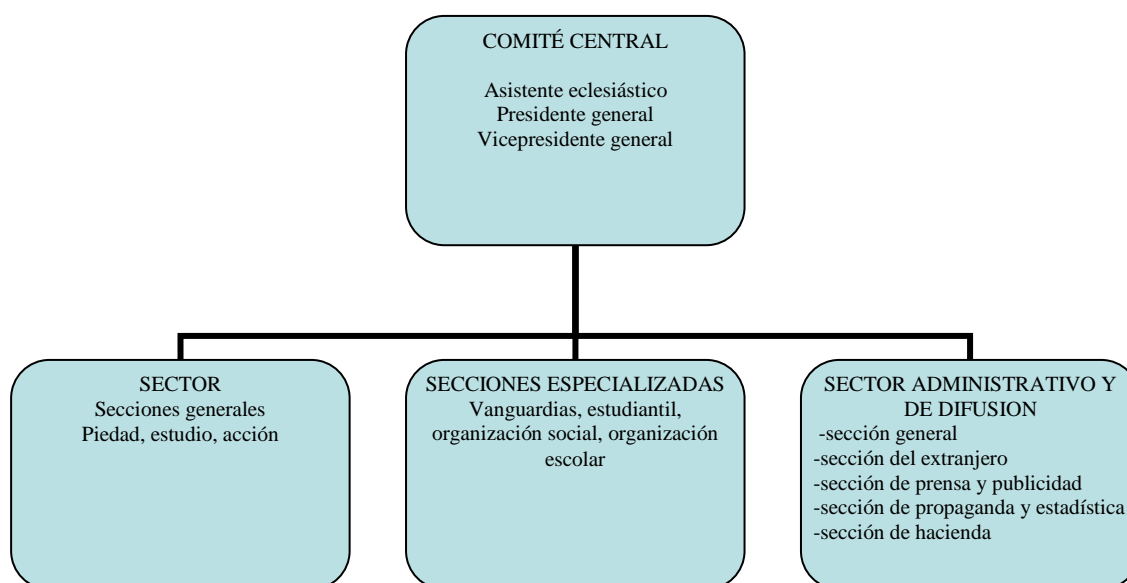 COMITÉ CENTRAL
Asistente eclesiástico
Presidente general
Vicepresidente general
SECTOR
Secciones generales
Piedad, estudio, acción
SECCIONES ESPECIALIZADAS
Vanguardias, estudiantil,
organización social, organización
escolar
SECTOR ADMINISTRATIVO Y
DE DIFUSION
-sección general
-sección del extranjero
-sección de prensa y publicidad
-sección de propaganda y estadística
-sección de hacienda